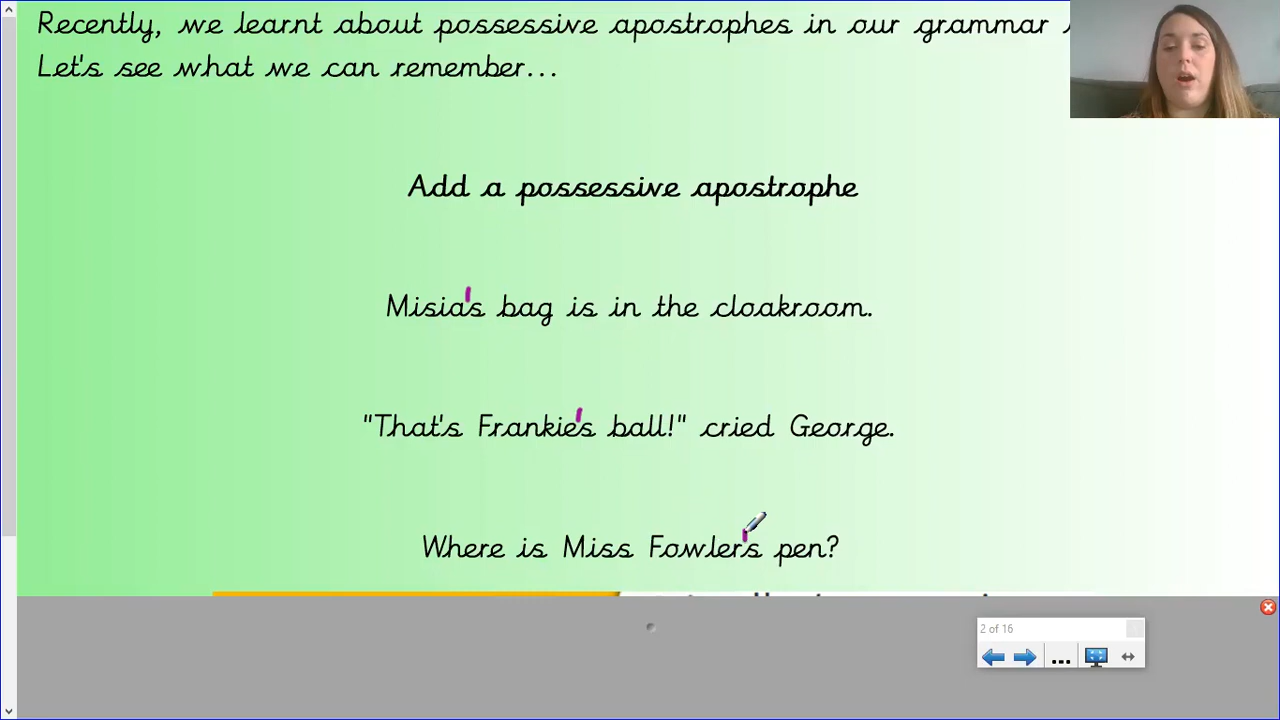 Recently, we learnt about possessive apostrophes in our grammar
Let's see what we can remember...
Add a possessive apostrophe
Misia's bag is in the cloakroom.
"That's Frankie's ball!" cried George.
Where is Miss Fowler's pen?
2 of 16